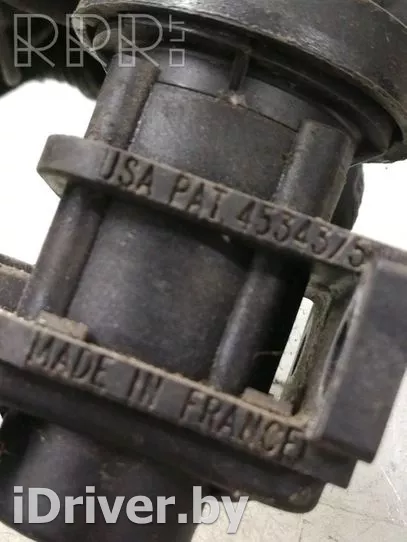 RRR.LT
USA PAT. 4534375
MADE IN FRANCE
iDriver.by